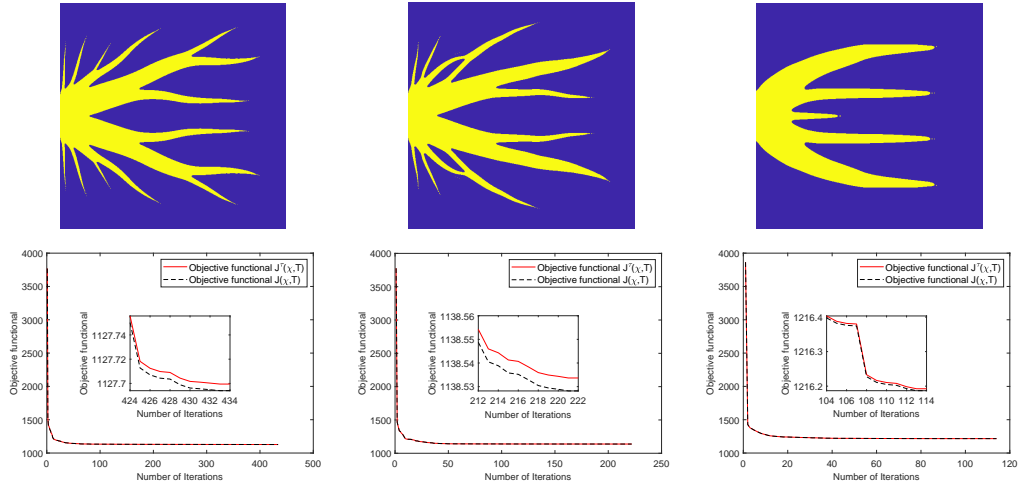 4000
3500
3000
2500
2000
1500
1000
Objective functional
0
100
200
300
400
500
Number of Iterations
Objective functional J^τ(χ,T)
Objective functional J(χ,T)
1127.74
1127.72
1127.7
Objective functional
424 426 428 430 432 434
Number of Iterations
4000
3500
3000
2500
2000
1500
1000
Objective functional
0
50
100
150
200
250
Number of Iterations
Objective functional J^τ(χ,T)
Objective functional J(χ,T)
1138.56
1138.55
1138.54
1138.53
Objective functional
212 214 216 218 220 222
Number of Iterations
4000
3500
3000
2500
2000
1500
1000
Objective functional
0
20
40
60
80
100
120
Number of Iterations
Objective functional J^τ(χ,T)
Objective functional J(χ,T)
1216.4
1216.3
1216.2
Objective functional
104 106 108 110 112 114
Number of Iterations